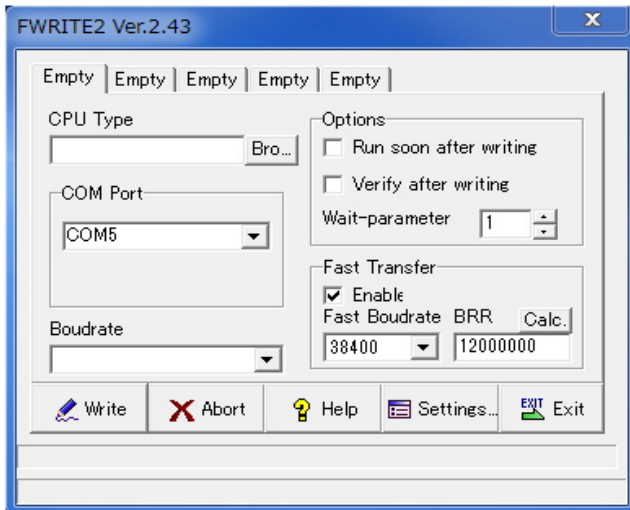 FWRITE2 Ver.2.43
x
Empty Empty Empty Empty Empty
CPU Type
Bro...
COM Port
COM5
Boudrate
Options
Run soon after writing
Verify after writing
Wait-parameter 1
Fast Transfer
Enable
Fast Boudrate BRR Calc.
38400 12000000
Write Abort ? Help Settings... EXIT Exit